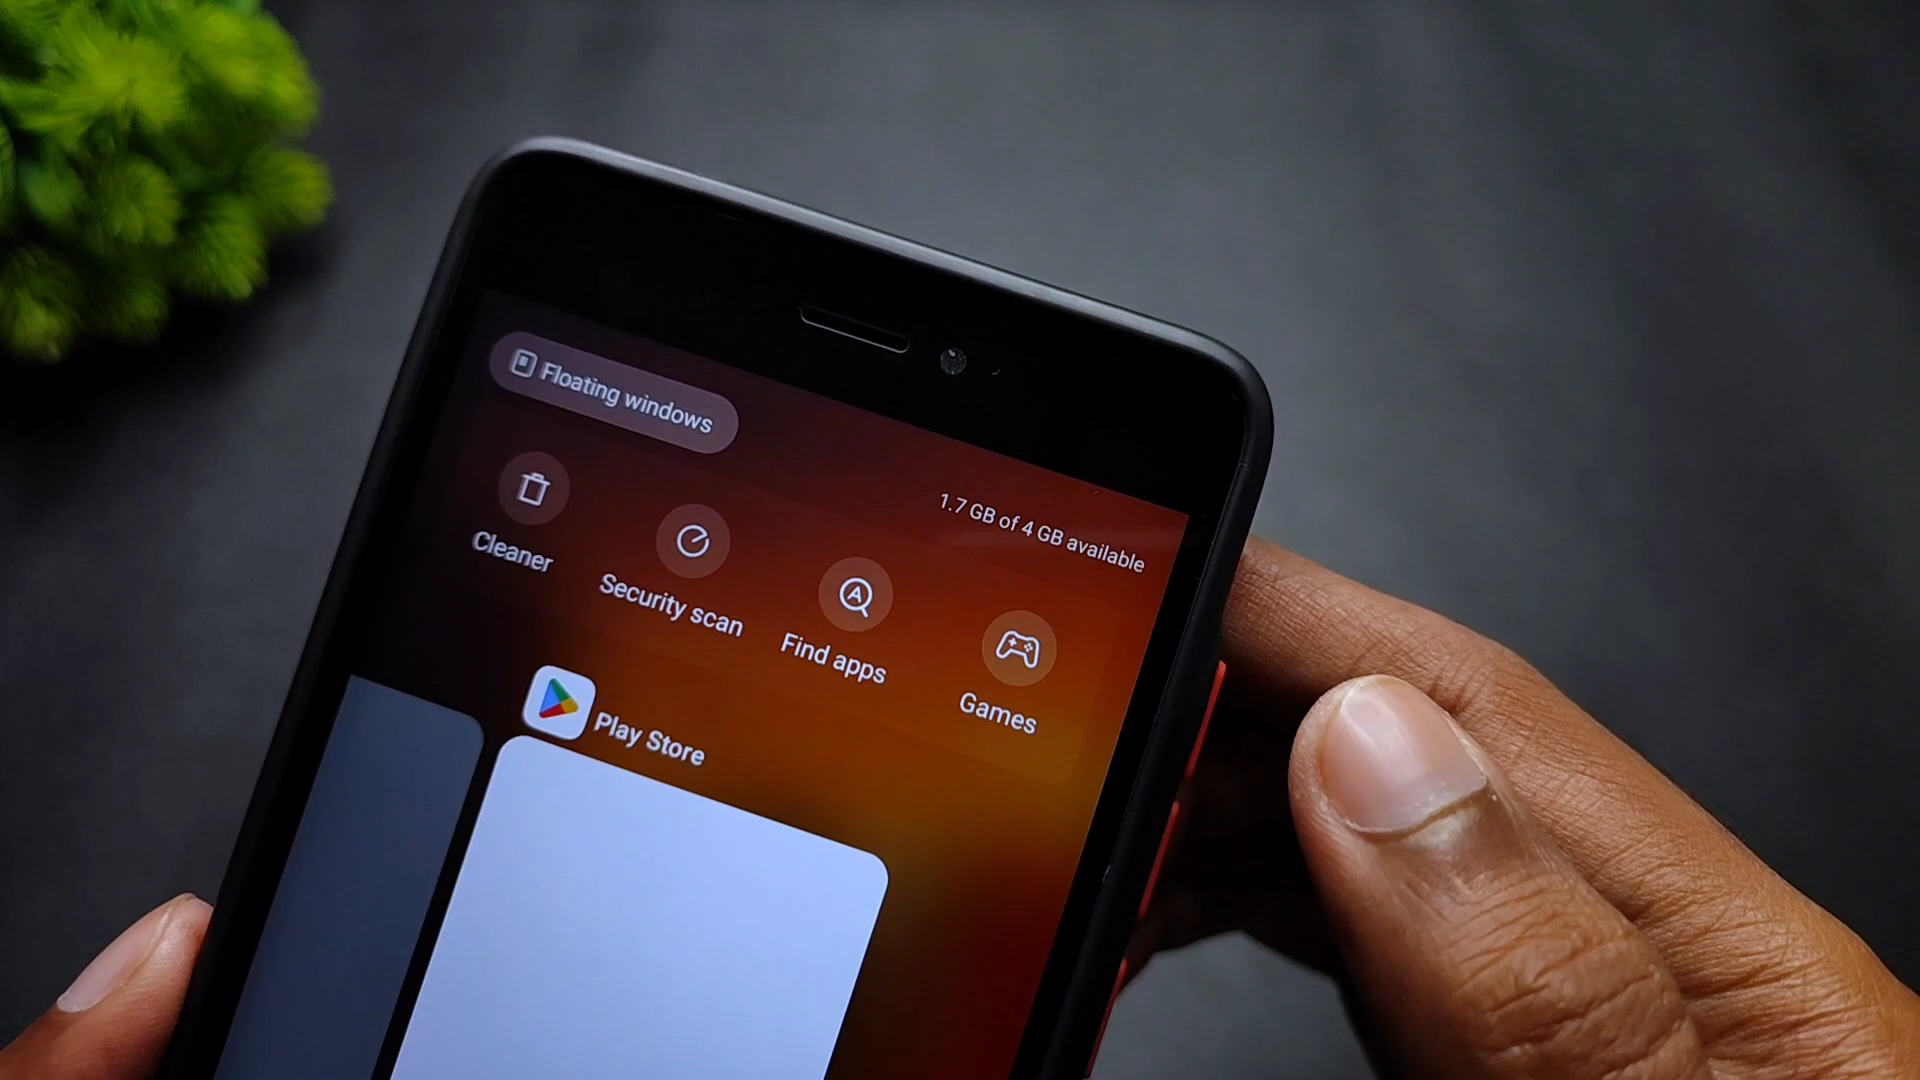 Floating windows
1.7 GB of 4 GB available
Cleaner
Security scan
Find apps
Games
Play Store